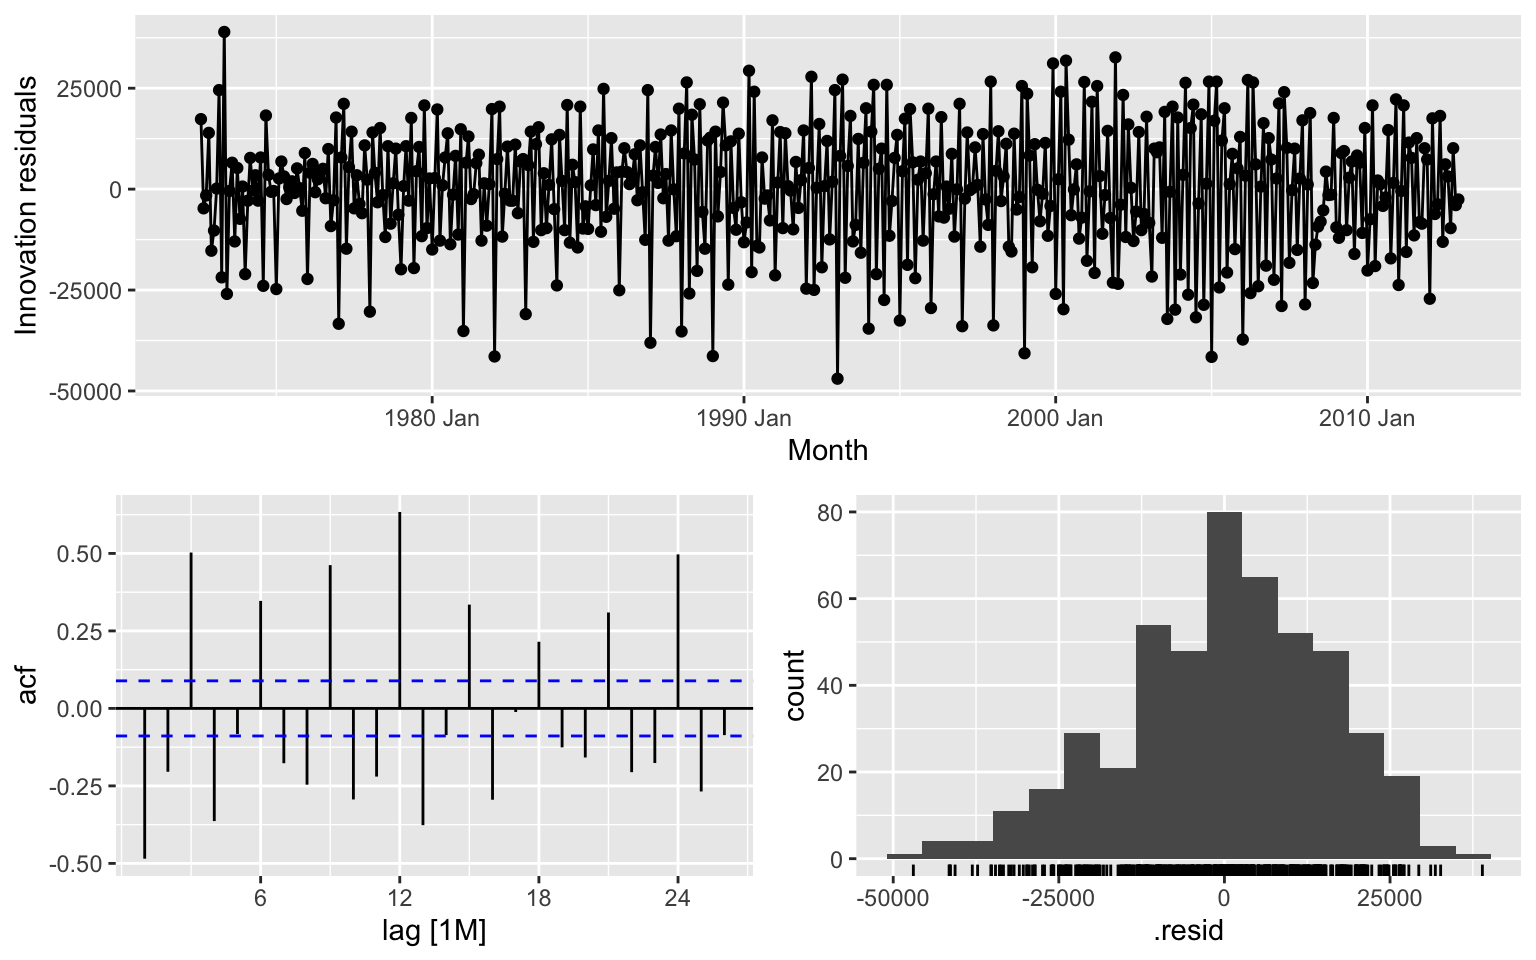 Innovation residuals
25000
0
-25000
-50000
1980 Jan 1990 Jan 2000 Jan 2010 Jan
Month
acf
0.50
0.25
0.00
-0.25
-0.50
6 12 18 24
lag [1M]
count
80
60
40
20
0
-50000 -25000 0 25000
.resid